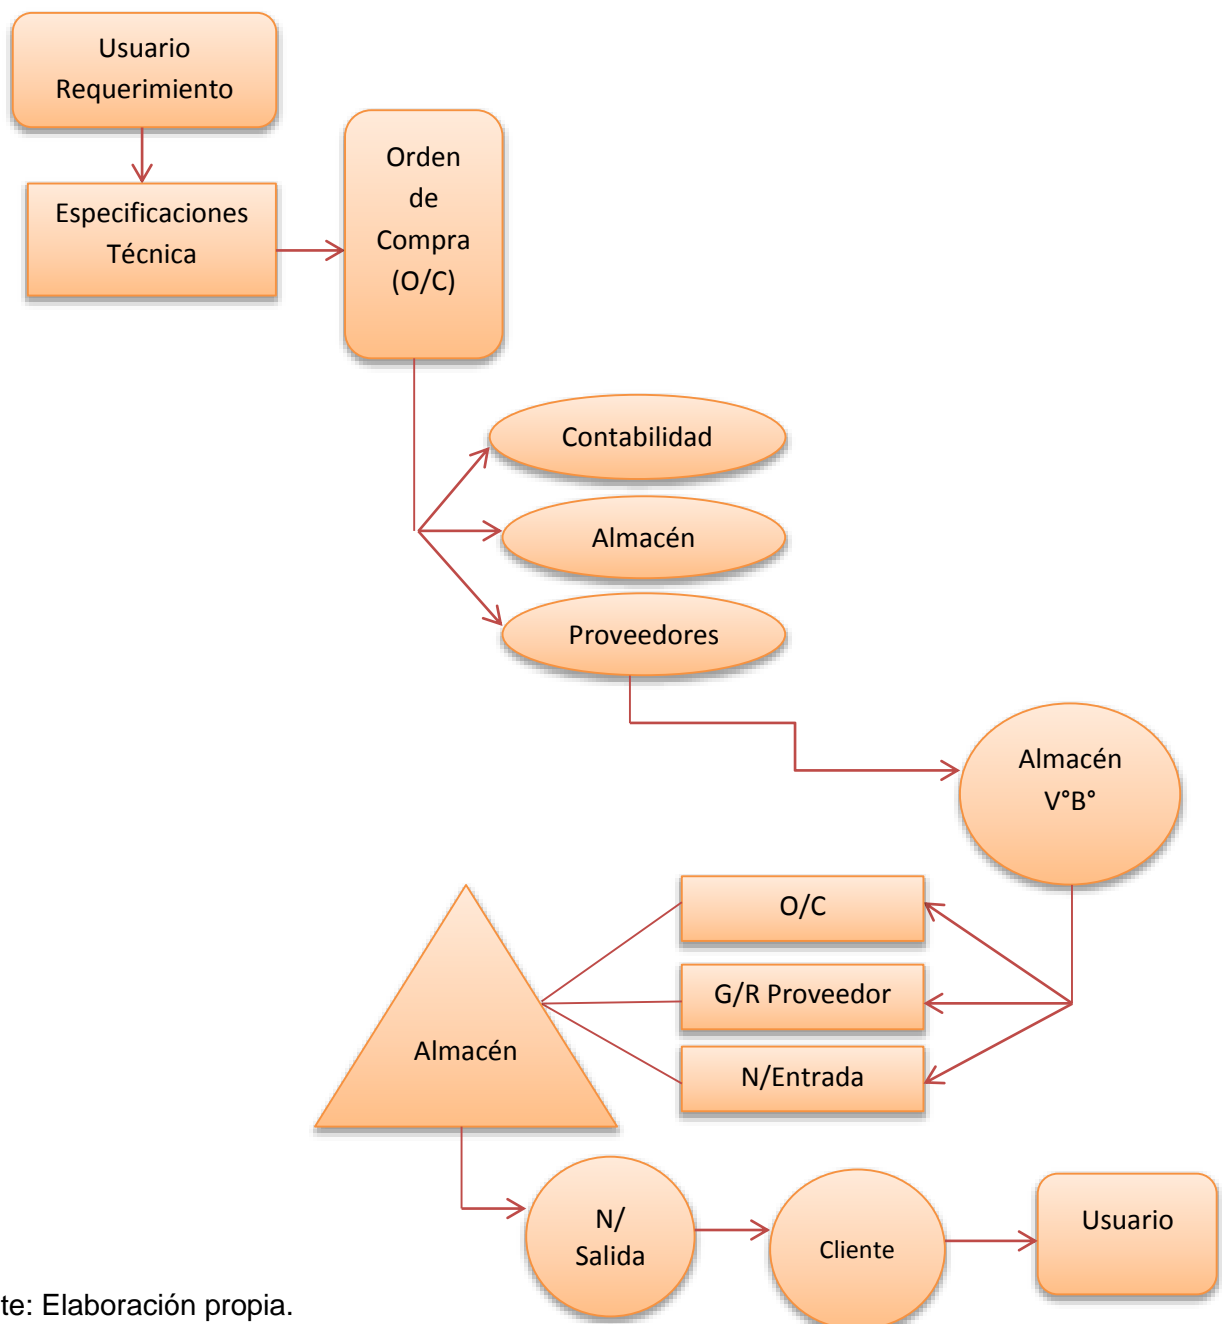 Usuario
Requerimiento
Especificaciones
Técnica
Orden
de
Compra
(O/C)
Contabilidad
Almacén
Proveedores
Almacén
V°B°
O/C
G/R Proveedor
N/Entrada
Almacén
N/
Salida
Cliente
Usuario
te: Elaboración propia.